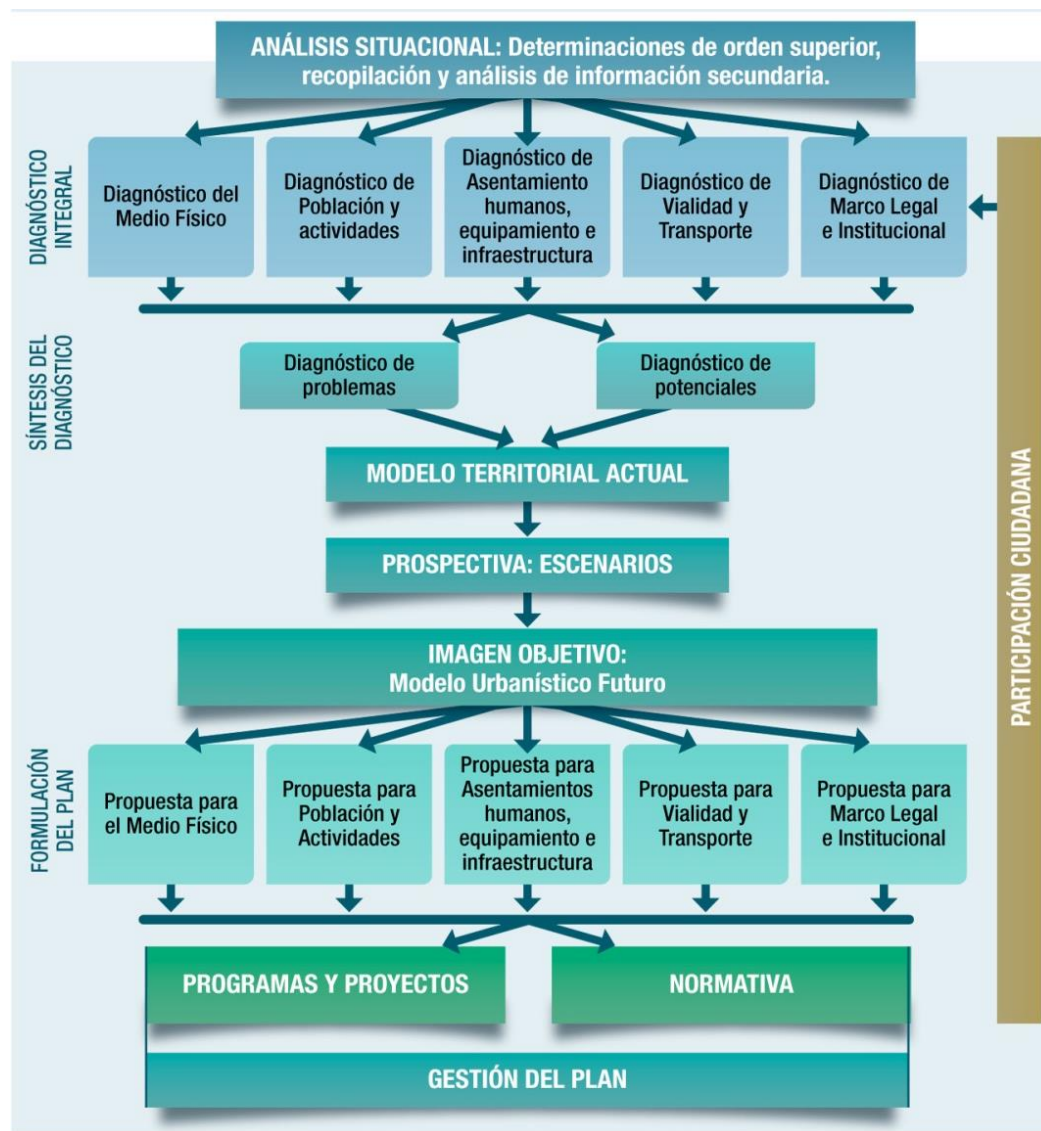 ANÁLISIS SITUACIONAL: Determinaciones de orden superior,
recopilación y análisis de información secundaria.
DIAGNÓSTICO
INTEGRAL
Diagnóstico del
Medio Físico
Diagnóstico de
Población y
actividades
Diagnóstico de
Asentamiento
humanos,
equipamiento e
infraestructura
Diagnóstico de
Vialidad y
Transporte
Diagnóstico de
Marco Legal
e Institucional
SÍNTESIS DEL
DIAGNÓSTICO
Diagnóstico de
problemas
Diagnóstico de
potenciales
MODELO TERRITORIAL ACTUAL
PROSPECTIVA: ESCENARIOS
IMAGEN OBJETIVO:
Modelo Urbanístico Futuro
FORMULACIÓN
DEL PLAN
Propuesta para
el Medio Físico
Propuesta para
Población y
Actividades
Propuesta para
Asentamientos
humanos,
equipamiento e
infraestructura
Propuesta para
Vialidad y
Transporte
Propuesta para
Marco Legal
e Institucional
PROGRAMAS Y PROYECTOS
NORMATIVA
GESTIÓN DEL PLAN
PARTICIPACIÓN CIUDADANA